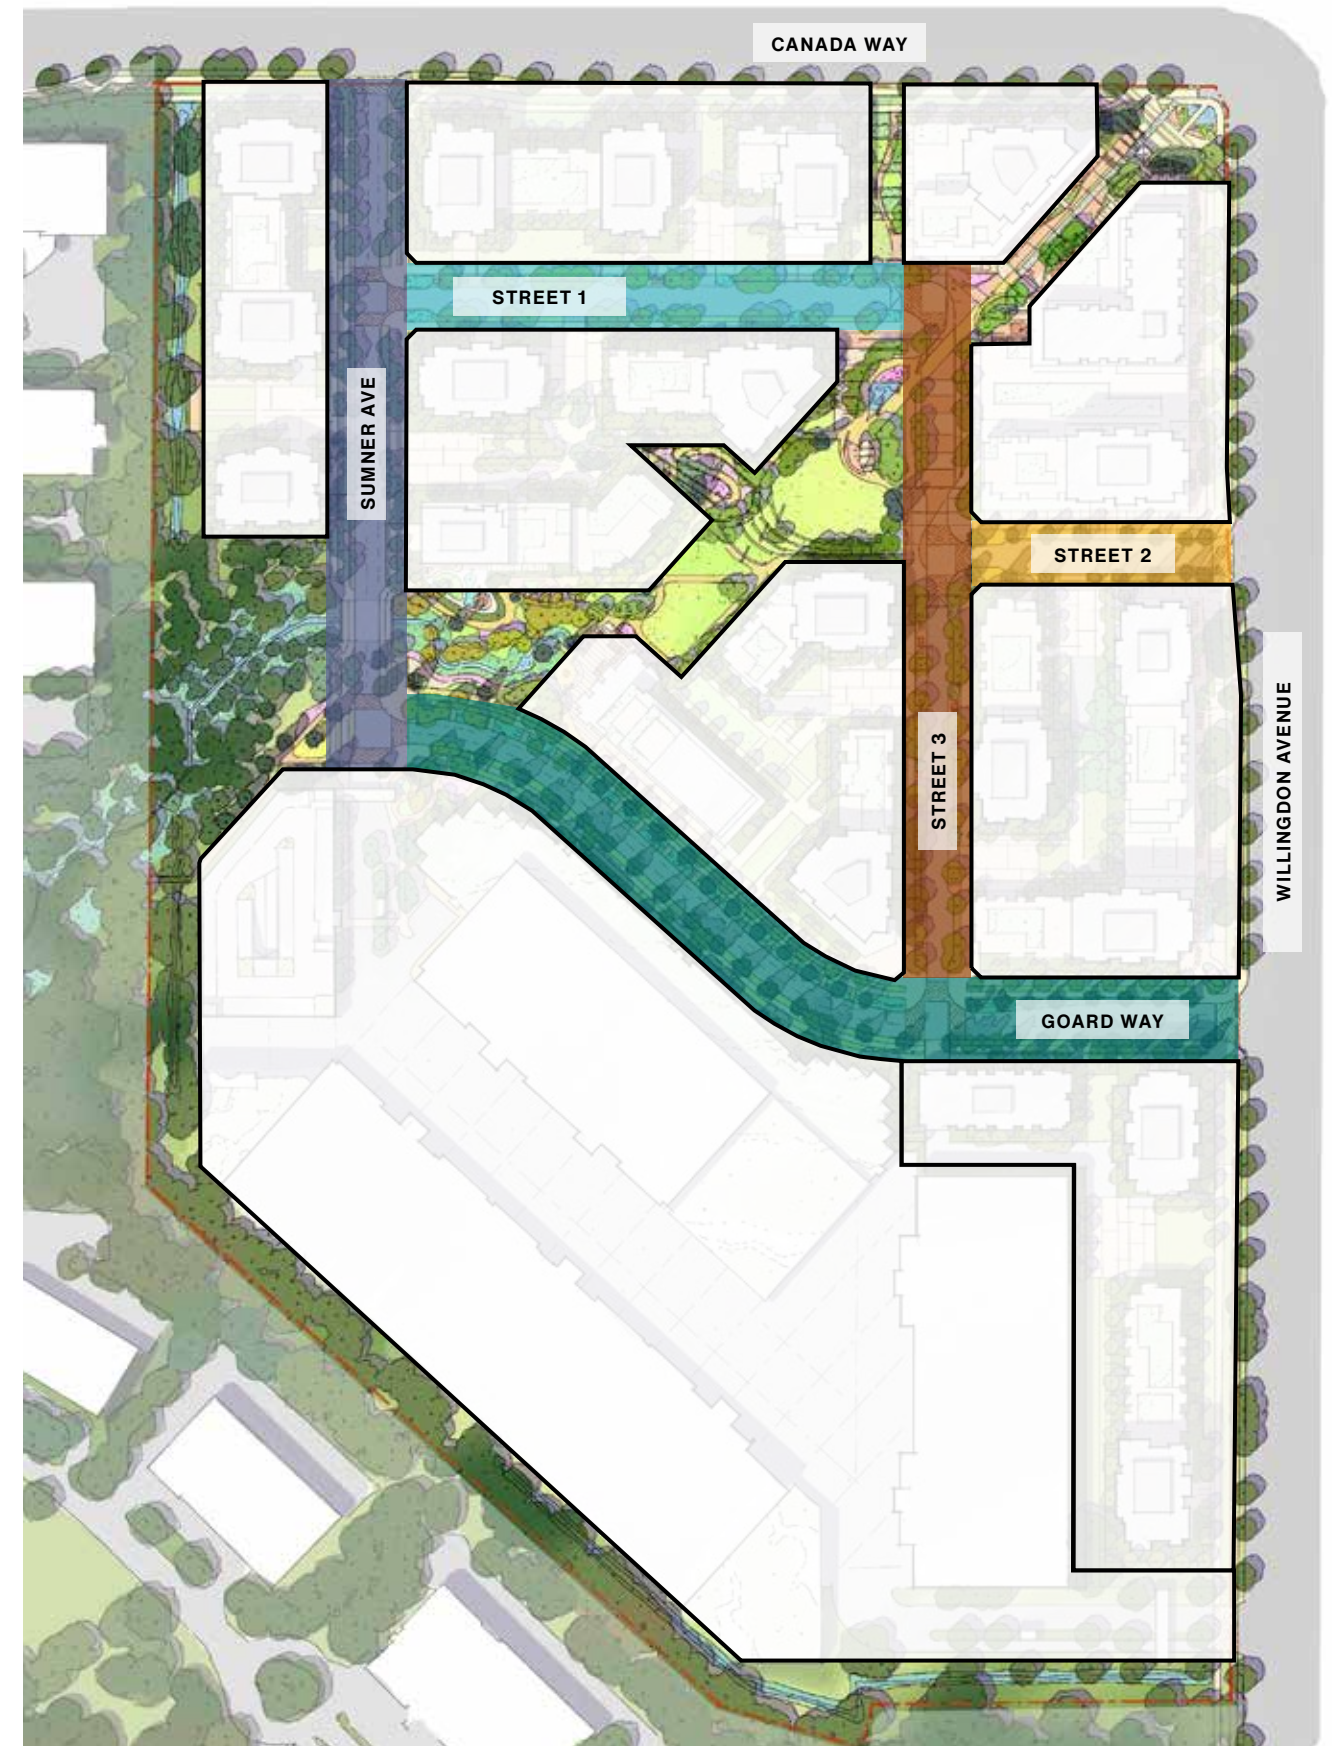 CANADA WAY
STREET 1
SUMNER AVE
STREET 2
WILLINGDON AVENUE
STREET 3
GOARD WAY